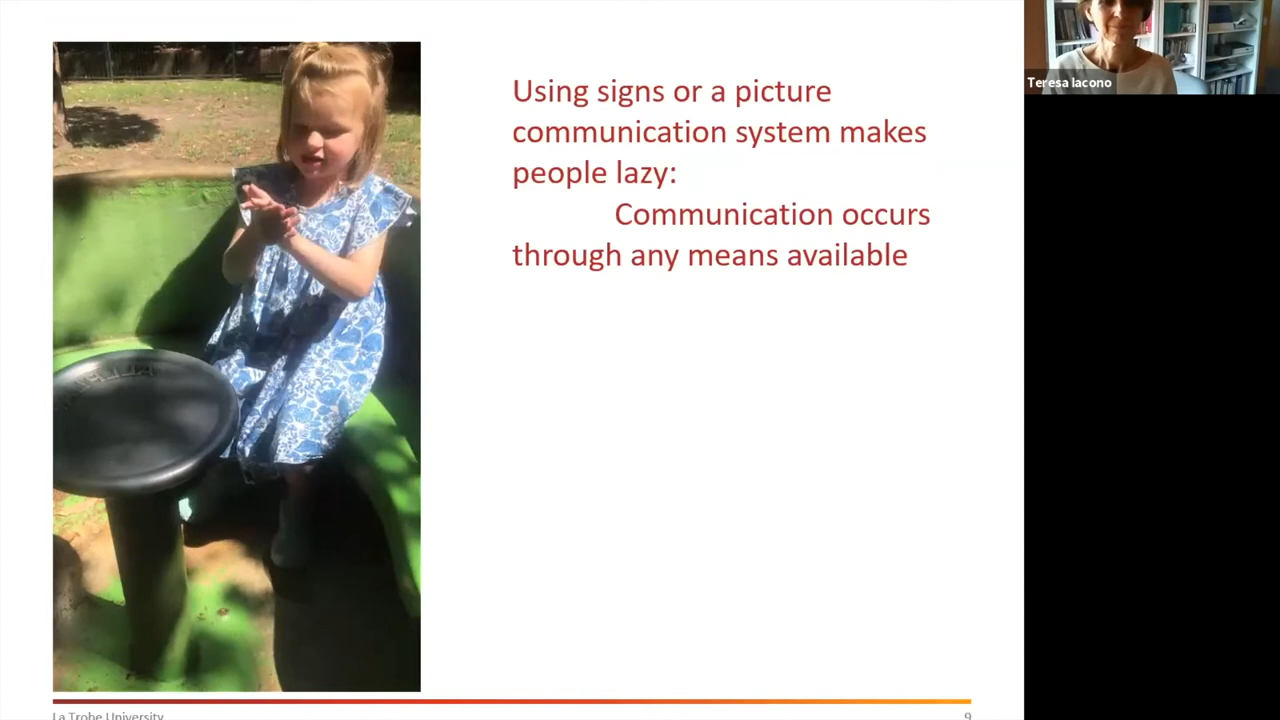 Using signs or a picture
communication system makes
people lazy:
Communication occurs
through any means available
Teresa Iacono
La Trobe University
9